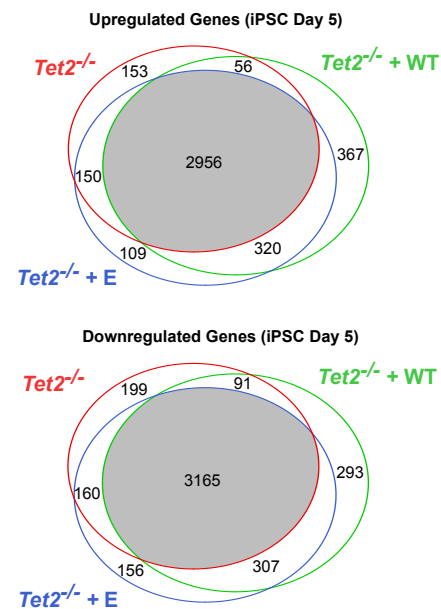 Upregulated Genes (iPSC Day 5)
Tet2-/-
153
56
Tet2-/- + WT
2956
367
150
109
320
Tet2-/- + E
Downregulated Genes (iPSC Day 5)
Tet2-/-
199
91
Tet2-/- + WT
3165
293
160
156
307
Tet2-/- + E